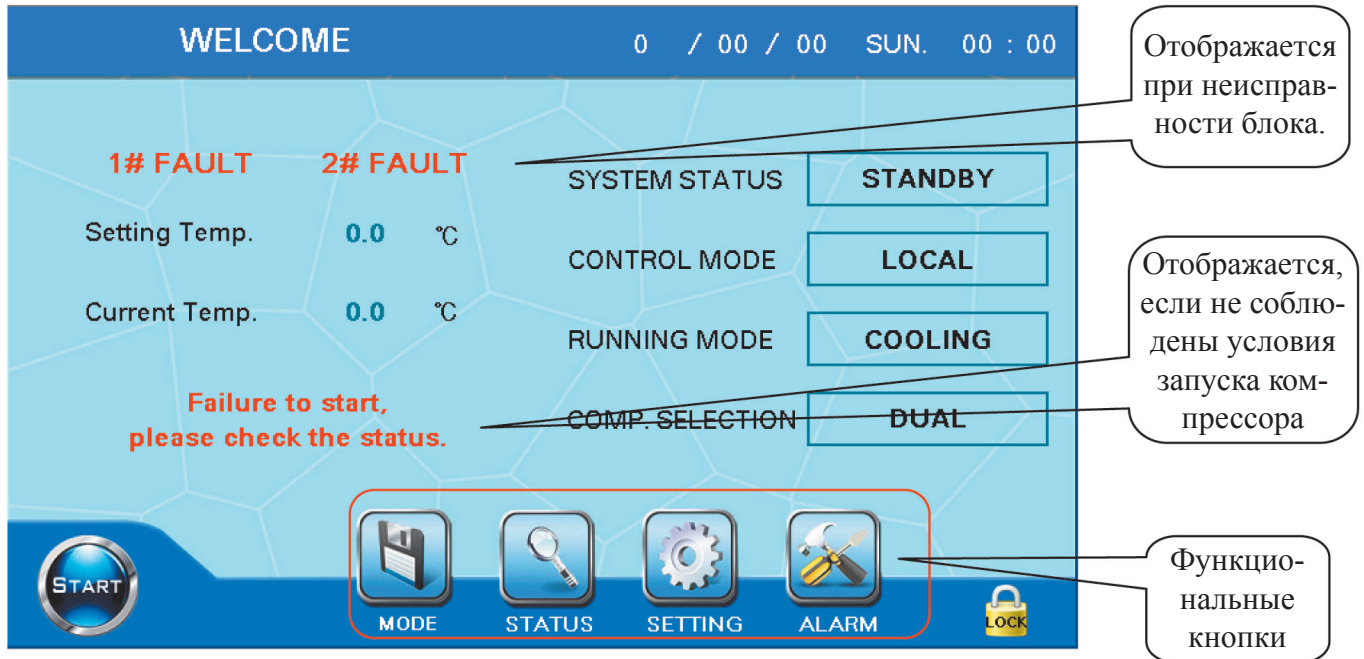 WELCOME 0 / 00 / 00 SUN. 00 : 00
Отображается
при неисправ-
ности блока.
1# FAULT 2# FAULT
SYSTEM STATUS STANDBY
Setting Temp. 0.0 °C
CONTROL MODE LOCAL
Current Temp. 0.0 °C
RUNNING MODE COOLING
Отображается,
если не соблю-
дены условия
запуска ком-
прессора
Failure to start,
please check the status.
COMP. SELECTION DUAL
START
MODE STATUS SETTING ALARM
LOCK
Функцио-
нальные
кнопки